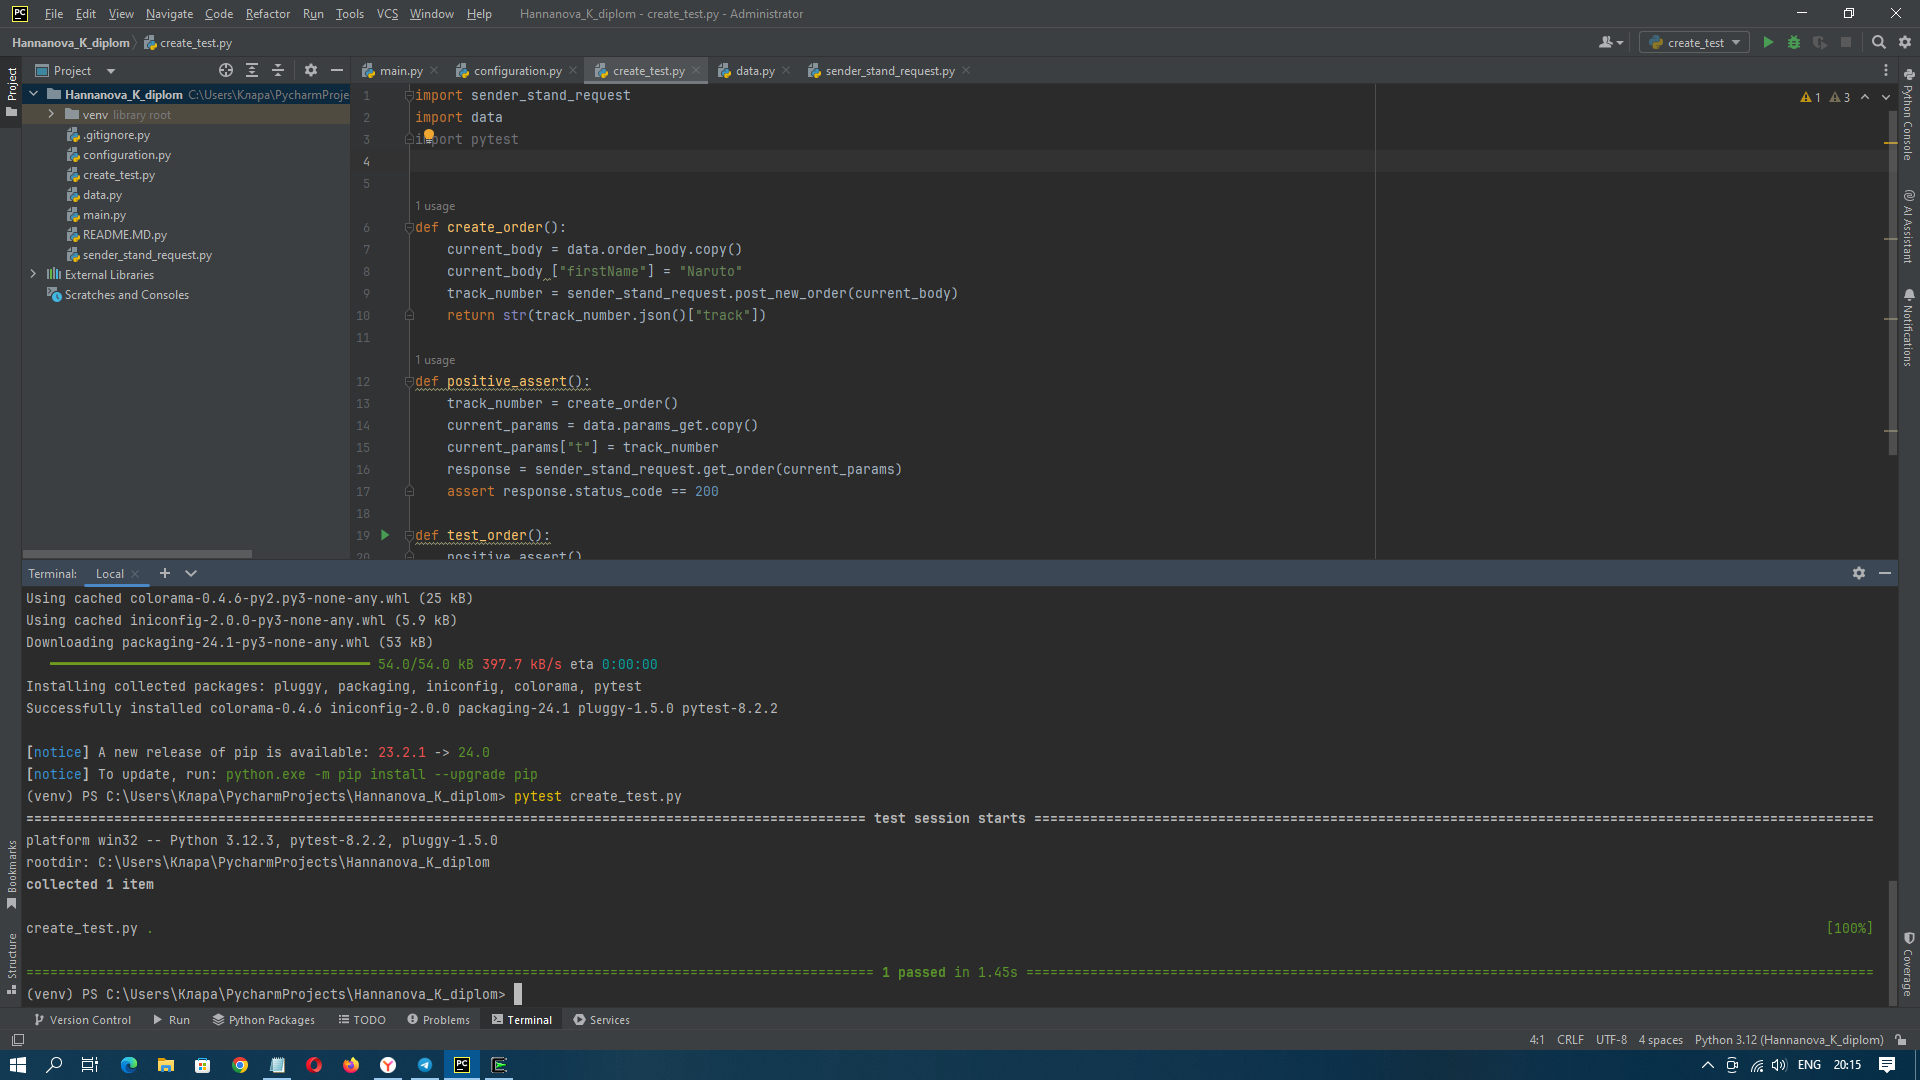 PC File Edit View Navigate Code Refactor Run Tools VCS Window Help Hannanova_K_diplom - create_test.py - Administrator
Hannanova_K_diplom create_test.py create_test
Project
Project
main.py configuration.py create_test.py data.py sender_stand_request.py
Hannanova_K_diplom C:\Users\Клара\PycharmProje
venv library root
.gitignore.py
configuration.py
create_test.py
data.py
main.py
README.MD.py
sender_stand_request.py
External Libraries
Scratches and Consoles
1 3
1 import sender_stand_request
2 import data
3 import pytest
4
5
1 usage
6 def create_order():
7 current_body = data.order_body.copy()
8 current_body ["firstName"] = "Naruto"
9 track_number = sender_stand_request.post_new_order(current_body)
10 return str(track_number.json()["track"])
11
1 usage
12 def positive_assert():
13 track_number = create_order()
14 current_params = data.params_get.copy()
15 current_params["t"] = track_number
16 response = sender_stand_request.get_order(current_params)
17 assert response.status_code == 200
18
19 def test_order():
20 positive_assert()
Python Console
AI Assistant
Notifications
Coverage
Bookmarks
Structure
Terminal: Local
Using cached colorama-0.4.6-py2.py3-none-any.whl (25 kB)
Using cached iniconfig-2.0.0-py3-none-any.whl (5.9 kB)
Downloading packaging-24.1-py3-none-any.whl (53 kB)
54.0/54.0 kB 397.7 kB/s eta 0:00:00
Installing collected packages: pluggy, packaging, iniconfig, colorama, pytest
Successfully installed colorama-0.4.6 iniconfig-2.0.0 packaging-24.1 pluggy-1.5.0 pytest-8.2.2
[notice] A new release of pip is available: 23.2.1 -> 24.0
[notice] To update, run: python.exe -m pip install --upgrade pip
(venv) PS C:\Users\Клара\PycharmProjects\Hannanova_K_diplom> pytest create_test.py
========= test session starts =========
platform win32 -- Python 3.12.3, pytest-8.2.2, pluggy-1.5.0
rootdir: C:\Users\Клара\PycharmProjects\Hannanova_K_diplom
collected 1 item
create_test.py . [100%]
========= 1 passed in 1.45s =========
(venv) PS C:\Users\Клара\PycharmProjects\Hannanova_K_diplom>
Version Control Run Python Packages TODO Problems Terminal Services
4:1 CRLF UTF-8 4 spaces Python 3.12 (Hannanova_K_diplom)
ENG 20:15